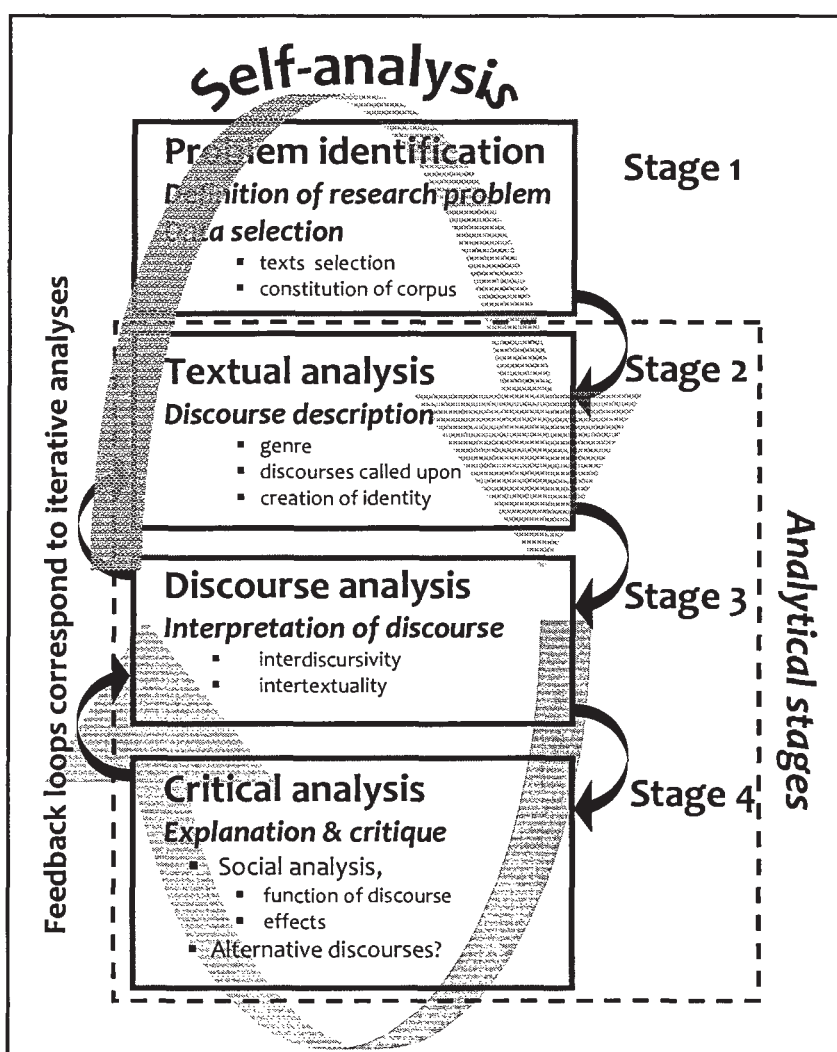 Self-analysis
Problem identification
Definition of research problem
Data selection
▪ texts selection
▪ constitution of corpus
Stage 1
Textual analysis
Discourse description
▪ genre
▪ discourses called upon
▪ creation of identity
Stage 2
Discourse analysis
Interpretation of discourse
▪ interdiscursivity
▪ intertextuality
Stage 3
Critical analysis
Explanation & critique
▪ Social analysis,
▪ function of discourse
▪ effects
▪ Alternative discourses?
Stage 4
Feedback loops correspond to iterative analyses
Analytical stages